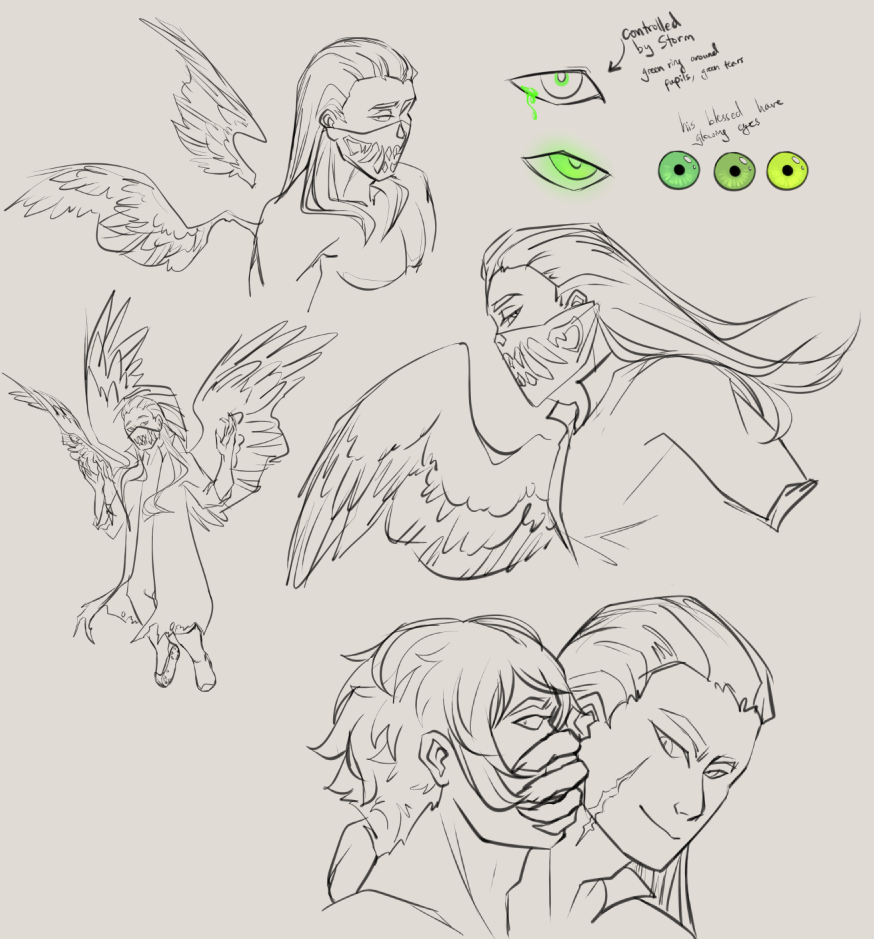 controlled
by Storm
green ring around
pupils, green tears
his blessed have
glowing eyes